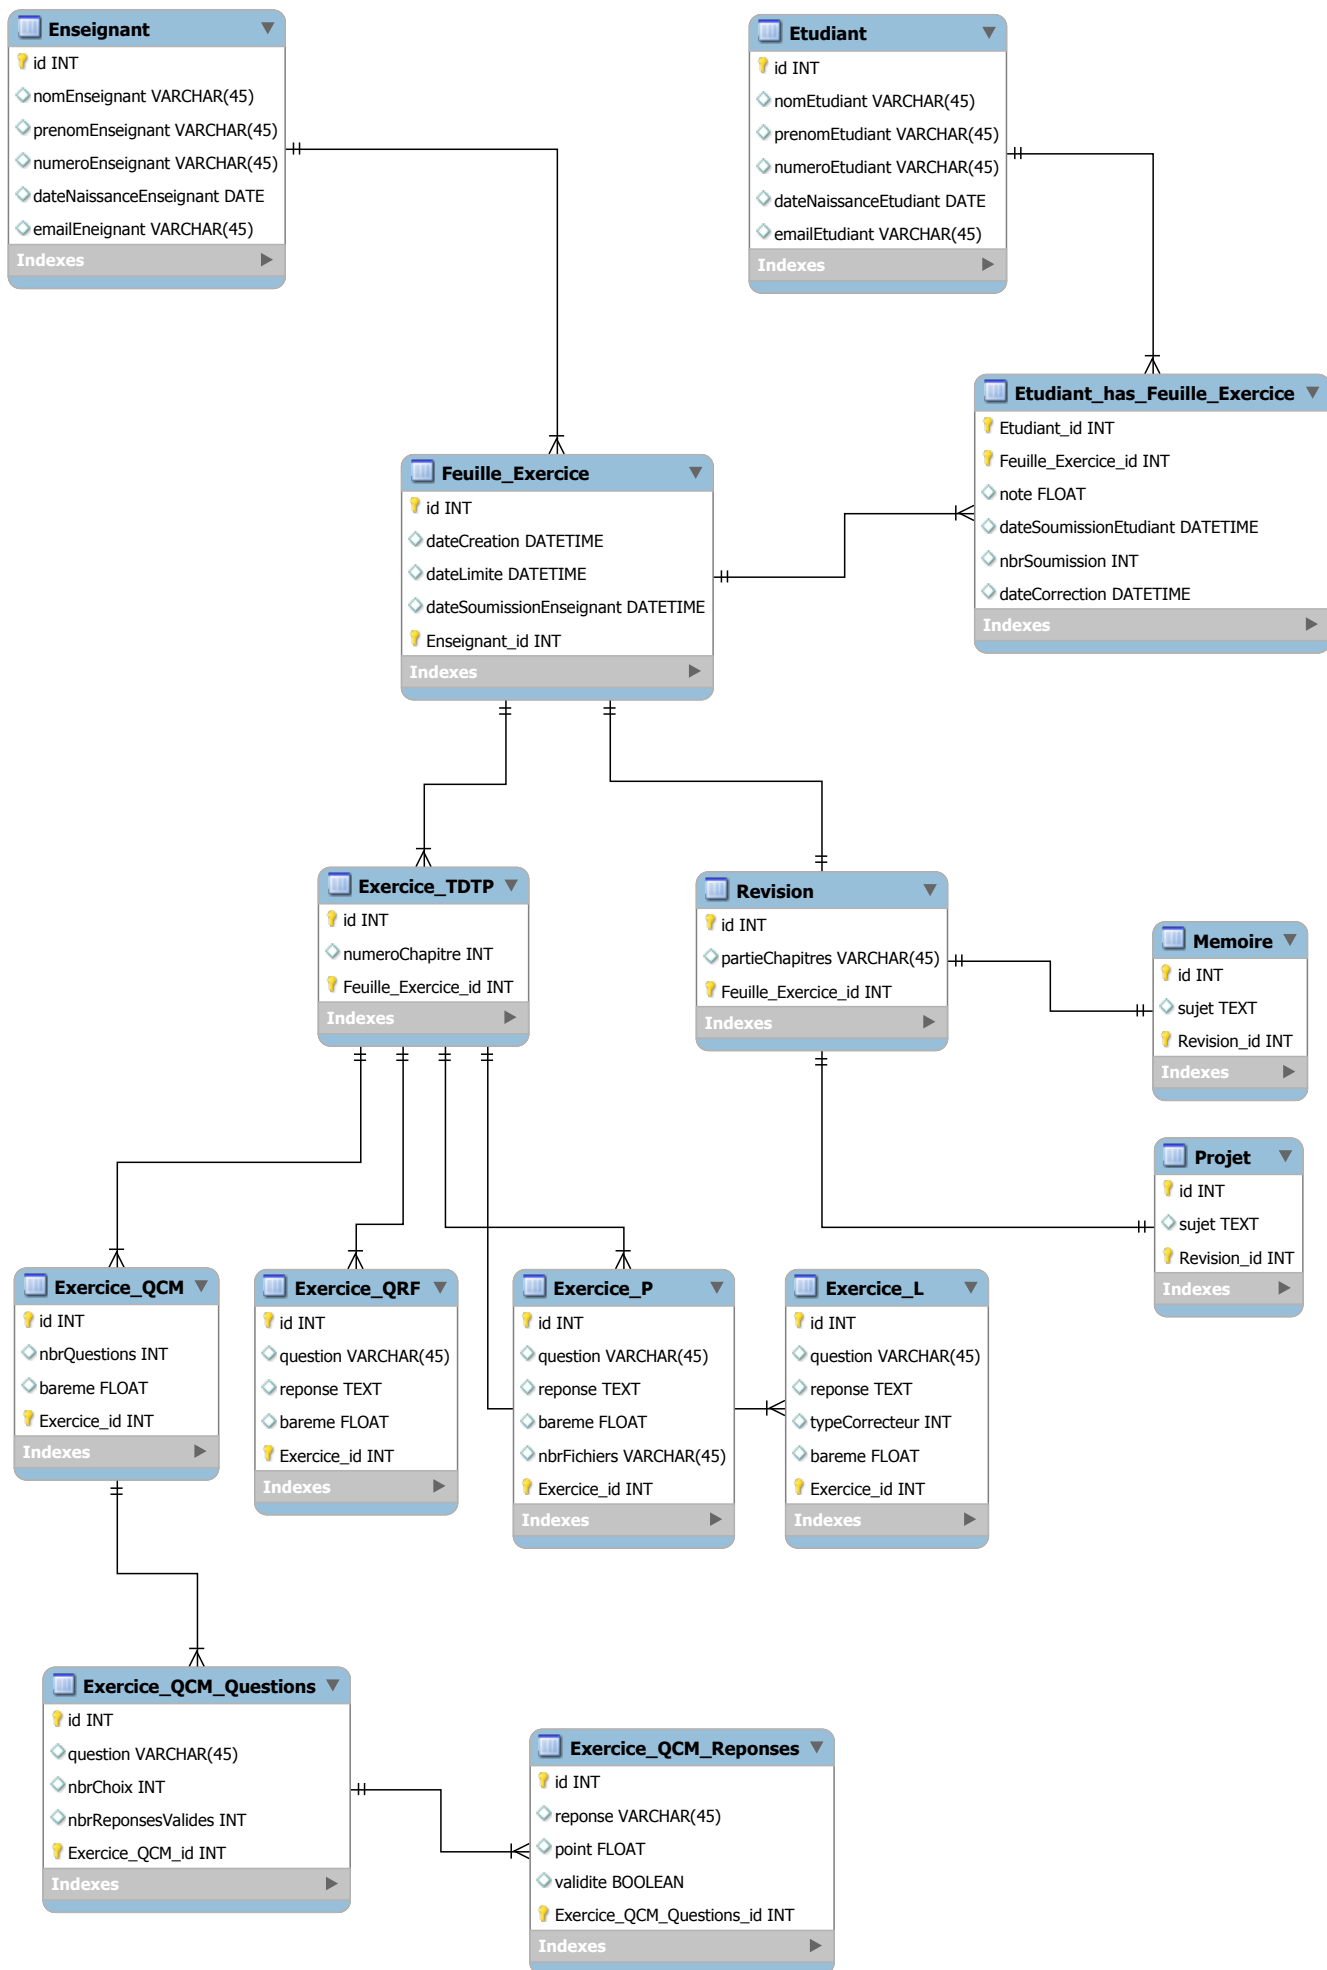 Enseignant
id INT
nomEnseignant VARCHAR(45)
prenomEnseignant VARCHAR(45)
numeroEnseignant VARCHAR(45)
dateNaissanceEnseignant DATE
emailEneignant VARCHAR(45)
Indexes
Etudiant
id INT
nomEtudiant VARCHAR(45)
prenomEtudiant VARCHAR(45)
numeroEtudiant VARCHAR(45)
dateNaissanceEtudiant DATE
emailEtudiant VARCHAR(45)
Indexes
Etudiant_has_Feuille_Exercice
Etudiant_id INT
Feuille_Exercice_id INT
note FLOAT
dateSoumissionEtudiant DATETIME
nbrSoumission INT
dateCorrection DATETIME
Indexes
Feuille_Exercice
id INT
dateCreation DATETIME
dateLimite DATETIME
dateSoumissionEnseignant DATETIME
Enseignant_id INT
Indexes
Exercice_TDTP
id INT
numeroChapitre INT
Feuille_Exercice_id INT
Indexes
Revision
id INT
partieChapitres VARCHAR(45)
Feuille_Exercice_id INT
Indexes
Memoire
id INT
sujet TEXT
Revision_id INT
Indexes
Projet
id INT
sujet TEXT
Revision_id INT
Indexes
Exercice_QCM
id INT
nbrQuestions INT
bareme FLOAT
Exercice_id INT
Indexes
Exercice_QRF
id INT
question VARCHAR(45)
reponse TEXT
bareme FLOAT
Exercice_id INT
Indexes
Exercice_P
id INT
question VARCHAR(45)
reponse TEXT
bareme FLOAT
nbrFichiers VARCHAR(45)
Exercice_id INT
Indexes
Exercice_L
id INT
question VARCHAR(45)
reponse TEXT
typeCorrecteur INT
bareme FLOAT
Exercice_id INT
Indexes
Exercice_QCM_Questions
id INT
question VARCHAR(45)
nbrChoix INT
nbrReponsesValides INT
Exercice_QCM_id INT
Indexes
Exercice_QCM_Reponses
id INT
reponse VARCHAR(45)
point FLOAT
validite BOOLEAN
Exercice_QCM_Questions_id INT
Indexes